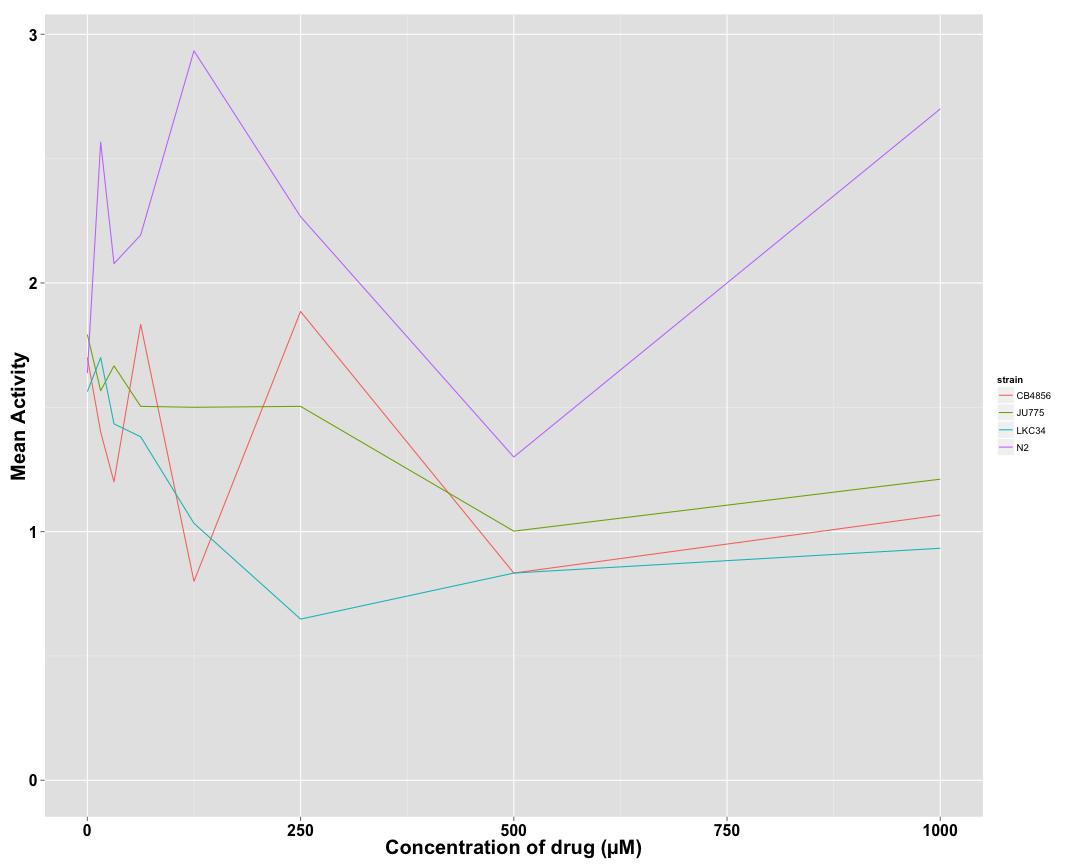 3
2
1
0
Mean Activity
0 250 500 750 1000
Concentration of drug (µM)
strain
CB4856
JU775
LKC34
N2